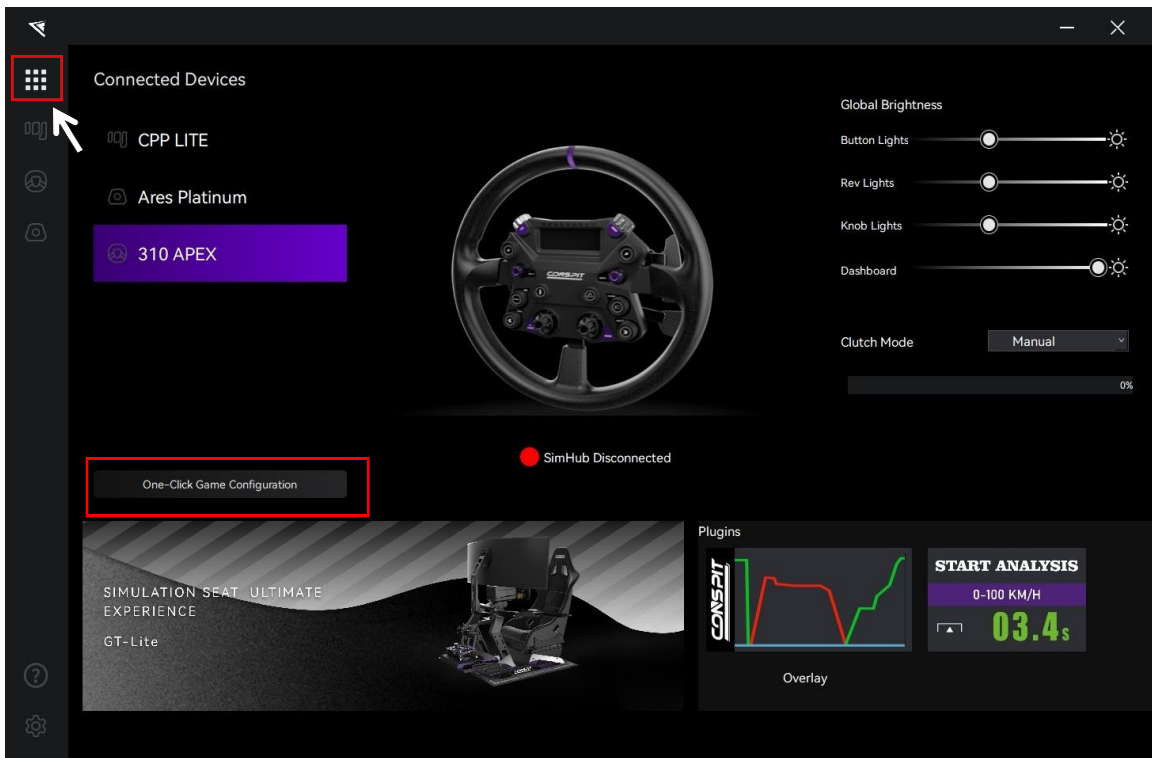 Connected Devices
CPP LITE
Ares Platinum
310 APEX
CORSPIT
Global Brightness
Button Lights
Rev Lights
Knob Lights
Dashboard
Clutch Mode
Manual
0%
SimHub Disconnected
One-Click Game Configuration
SIMULATION SEAT ULTIMATE
EXPERIENCE
GT-Lite
Plugins
CONSPIT
Overlay
START ANALYSIS
0-100 KM/H
03.4s
?